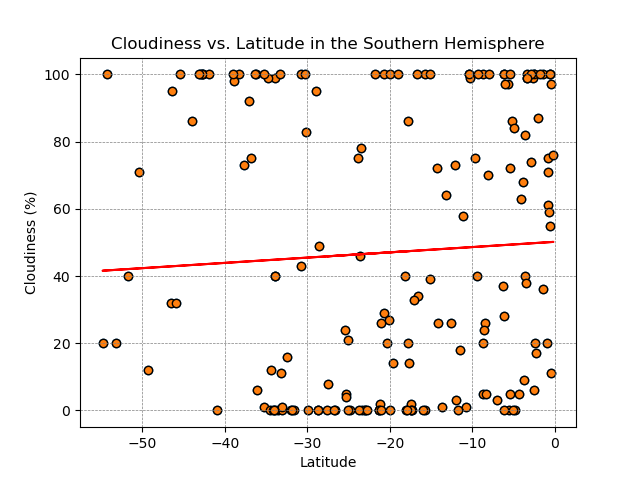 Cloudiness vs. Latitude in the Southern Hemisphere
100
80
60
40
20
0
Cloudiness (%)
−50 −40 −30 −20 −10 0
Latitude